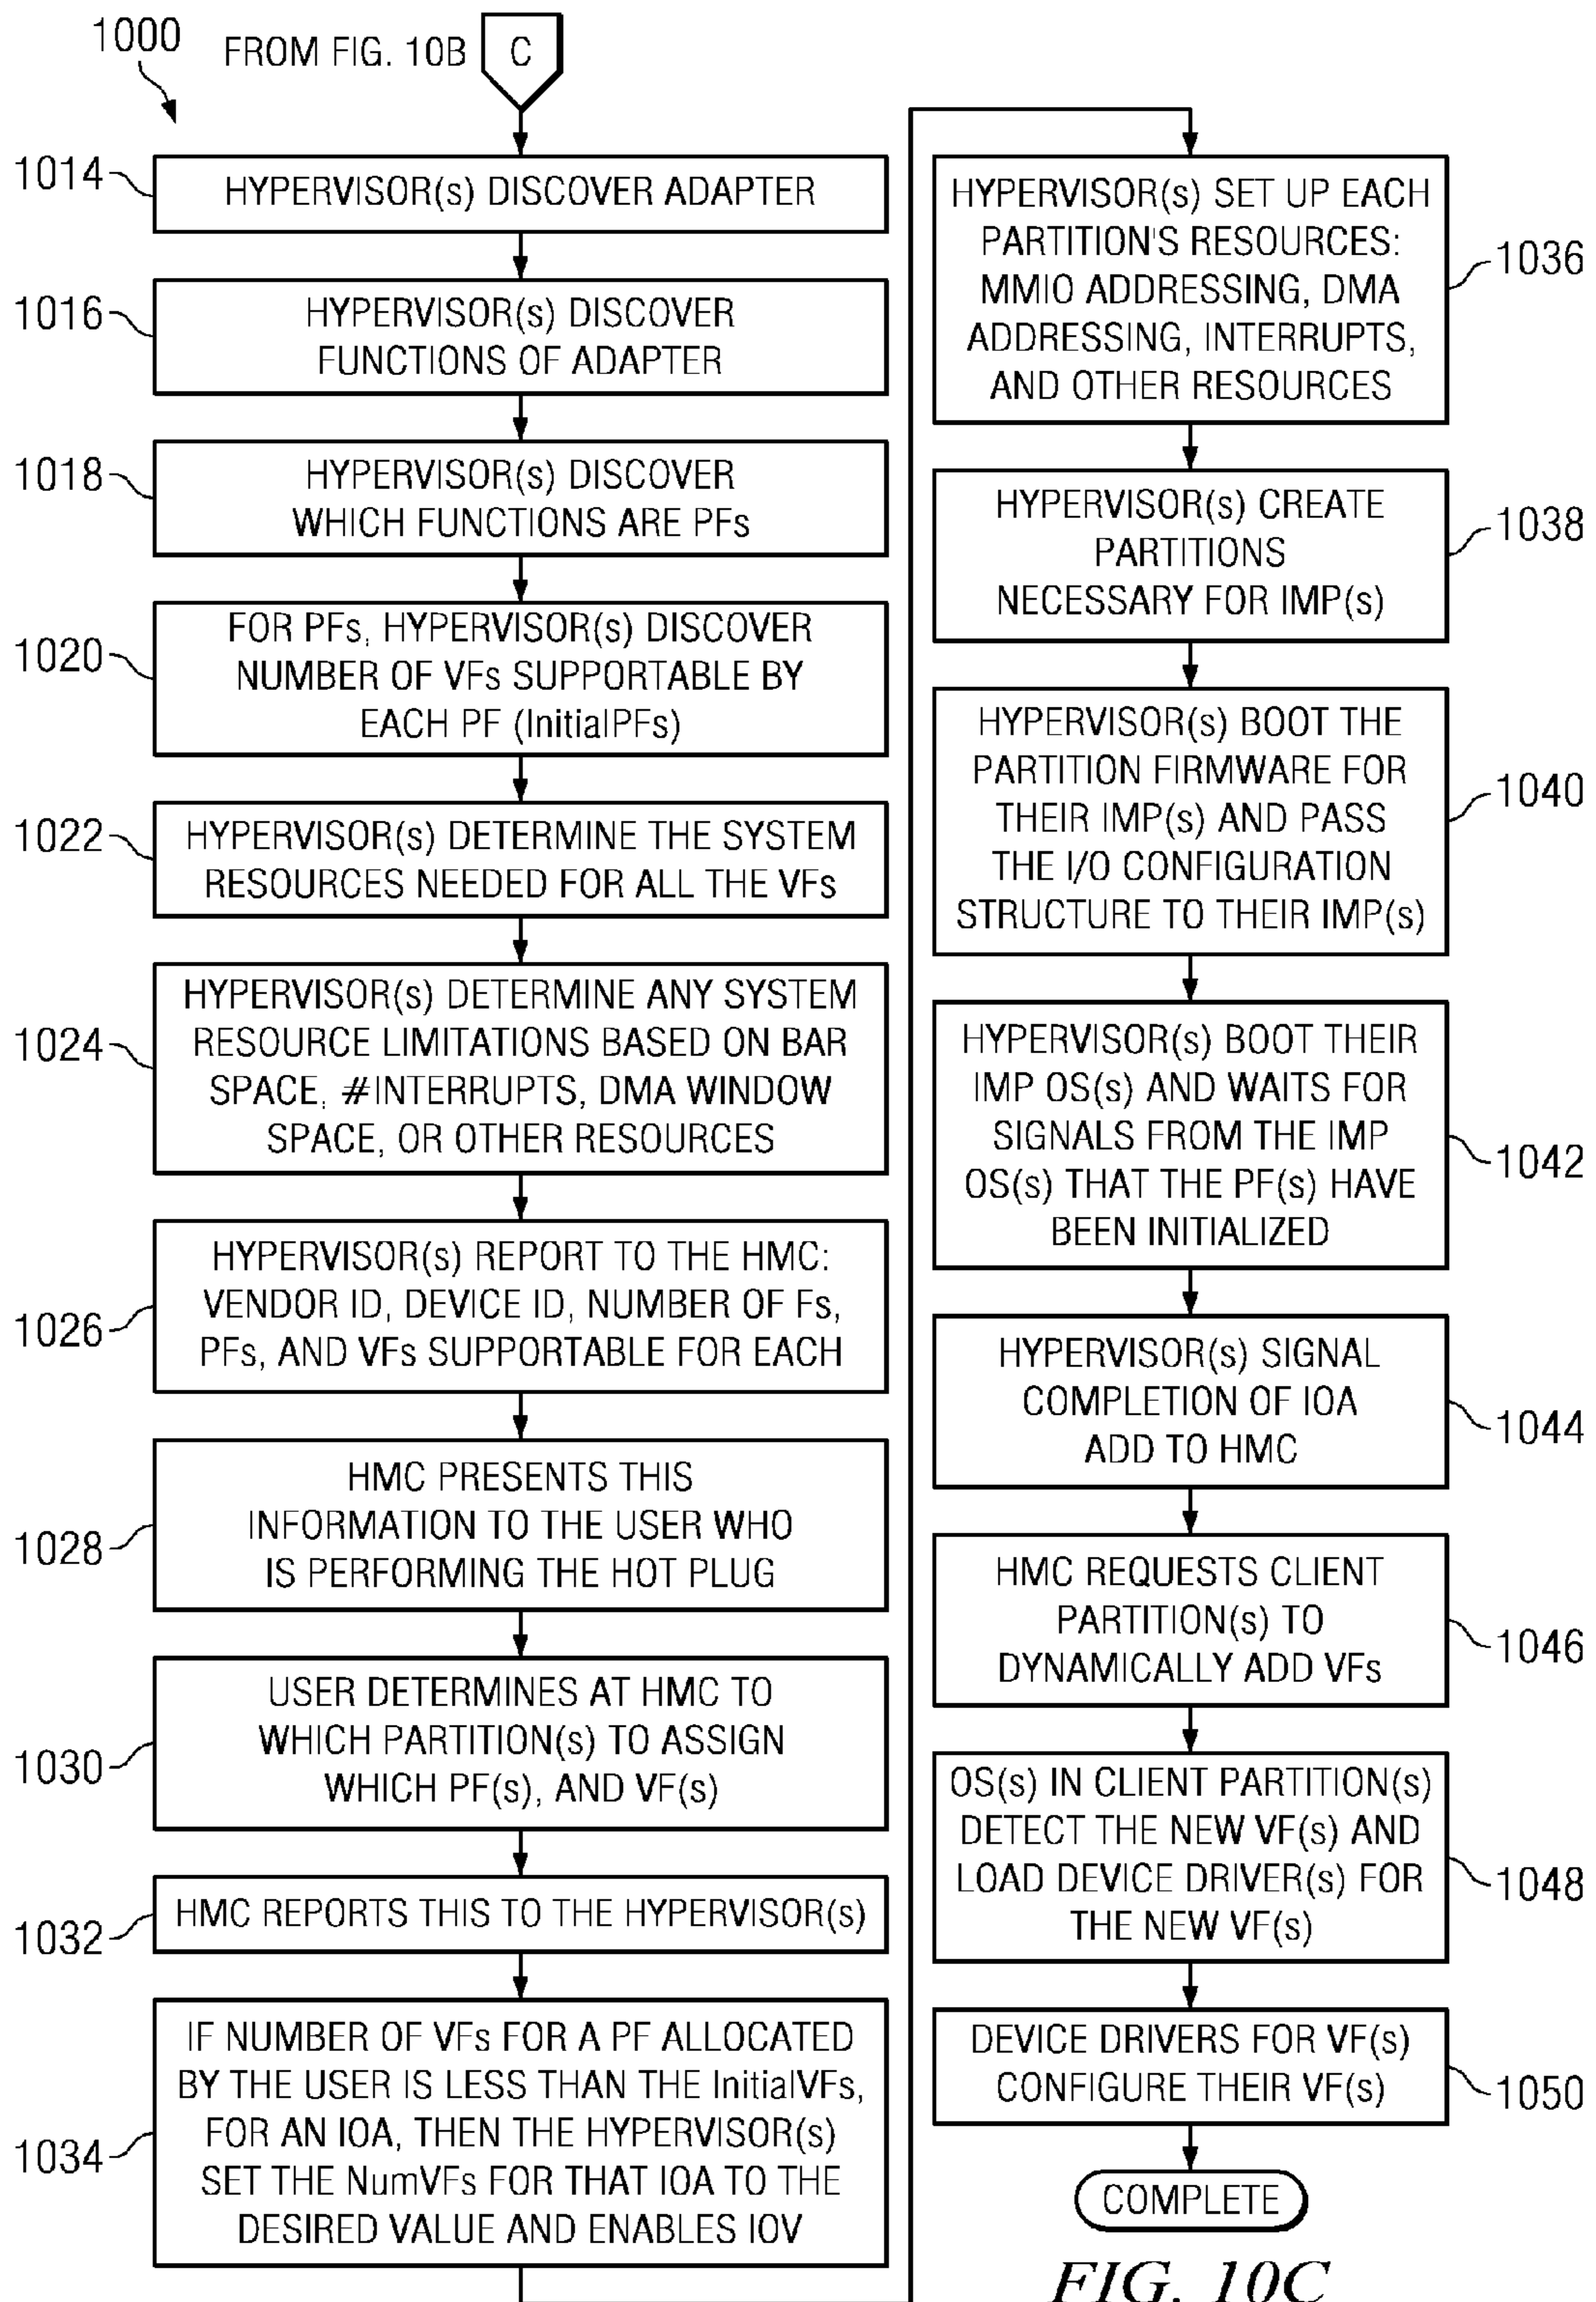 1000
FROM FIG. 10B
C
1014
HYPERVISOR(s) DISCOVER ADAPTER
1016
HYPERVISOR(s) DISCOVER
FUNCTIONS OF ADAPTER
1018
HYPERVISOR(s) DISCOVER
WHICH FUNCTIONS ARE PFs
1020
FOR PFs, HYPERVISOR(s) DISCOVER
NUMBER OF VFs SUPPORTABLE BY
EACH PF (InitialPFs)
1022
HYPERVISOR(s) DETERMINE THE SYSTEM
RESOURCES NEEDED FOR ALL THE VFs
1024
HYPERVISOR(s) DETERMINE ANY SYSTEM
RESOURCE LIMITATIONS BASED ON BAR
SPACE, #INTERRUPTS, DMA WINDOW
SPACE, OR OTHER RESOURCES
1026
HYPERVISOR(s) REPORT TO THE HMC:
VENDOR ID, DEVICE ID, NUMBER OF Fs,
PFs, AND VFs SUPPORTABLE FOR EACH
1028
HMC PRESENTS THIS
INFORMATION TO THE USER WHO
IS PERFORMING THE HOT PLUG
1030
USER DETERMINES AT HMC TO
WHICH PARTITION(s) TO ASSIGN
WHICH PF(s), AND VF(s)
1032
HMC REPORTS THIS TO THE HYPERVISOR(s)
1034
IF NUMBER OF VFs FOR A PF ALLOCATED
BY THE USER IS LESS THAN THE InitialVFs,
FOR AN IOA, THEN THE HYPERVISOR(s)
SET THE NumVFs FOR THAT IOA TO THE
DESIRED VALUE AND ENABLES IOV
HYPERVISOR(s) SET UP EACH
PARTITION'S RESOURCES:
MMIO ADDRESSING, DMA
ADDRESSING, INTERRUPTS,
AND OTHER RESOURCES
1036
HYPERVISOR(s) CREATE
PARTITIONS
NECESSARY FOR IMP(s)
1038
HYPERVISOR(s) BOOT THE
PARTITION FIRMWARE FOR
THEIR IMP(s) AND PASS
THE I/O CONFIGURATION
STRUCTURE TO THEIR IMP(s)
1040
HYPERVISOR(s) BOOT THEIR
IMP OS(s) AND WAITS FOR
SIGNALS FROM THE IMP
OS(s) THAT THE PF(s) HAVE
BEEN INITIALIZED
1042
HYPERVISOR(s) SIGNAL
COMPLETION OF IOA
ADD TO HMC
1044
HMC REQUESTS CLIENT
PARTITION(s) TO
DYNAMICALLY ADD VFs
1046
OS(s) IN CLIENT PARTITION(s)
DETECT THE NEW VF(s) AND
LOAD DEVICE DRIVER(s) FOR
THE NEW VF(s)
1048
DEVICE DRIVERS FOR VF(s)
CONFIGURE THEIR VF(s)
1050
COMPLETE
FIG. 10C